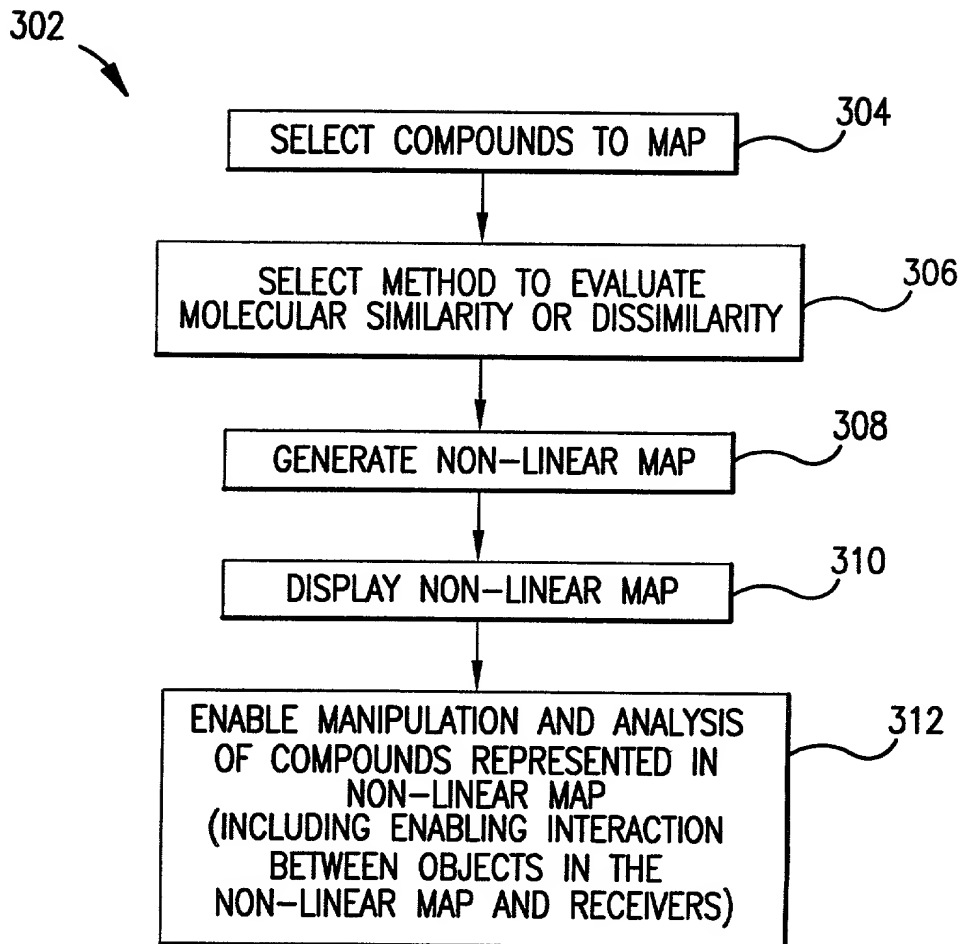 302
SELECT COMPOUNDS TO MAP
304
SELECT METHOD TO EVALUATE
MOLECULAR SIMILARITY OR DISSIMILARITY
306
GENERATE NON-LINEAR MAP
308
DISPLAY NON-LINEAR MAP
310
ENABLE MANIPULATION AND ANALYSIS
OF COMPOUNDS REPRESENTED IN
NON-LINEAR MAP
(INCLUDING ENABLING INTERACTION
BETWEEN OBJECTS IN THE
NON-LINEAR MAP AND RECEIVERS)
312